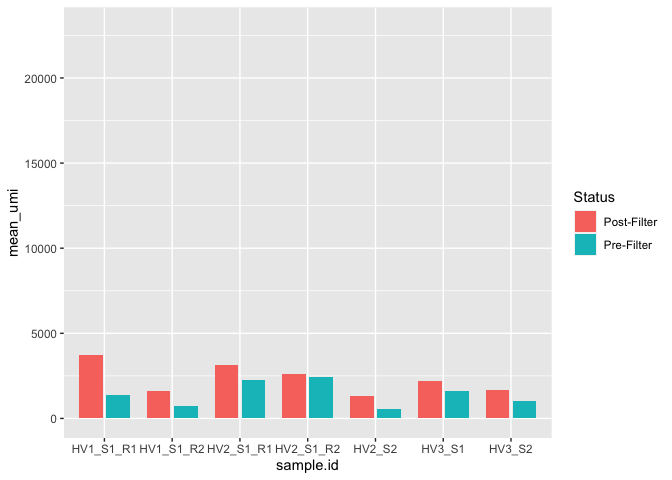 20000
15000
10000
5000
0
mean_umi
HV1_S1_R1 HV1_S1_R2 HV2_S1_R1 HV2_S1_R2 HV2_S2 HV3_S1 HV3_S2
sample.id
Status
Post-Filter
Pre-Filter